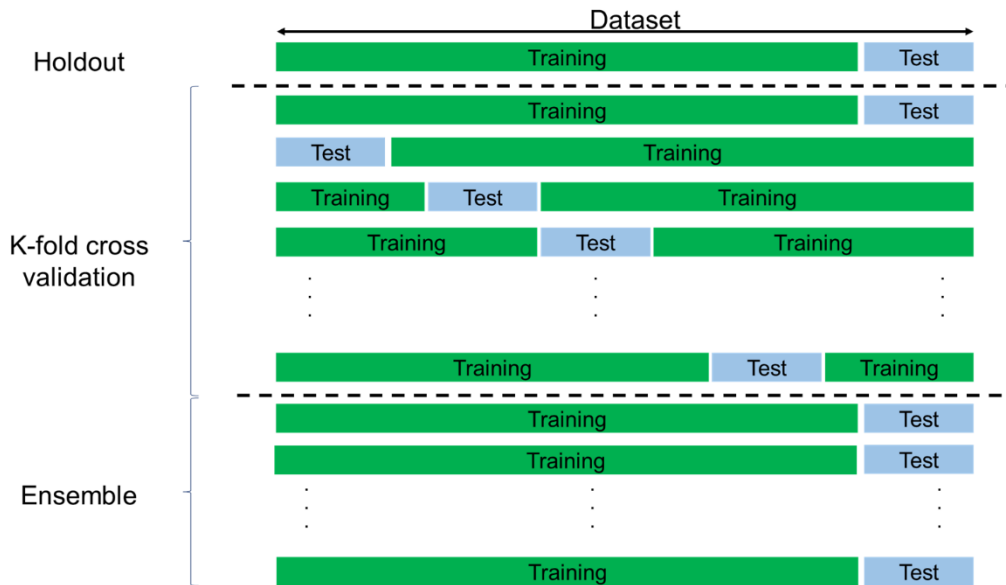 Dataset
Holdout
Training Test
Training Test
Test Training
Training Test Training
Training Test Training
K-fold cross
validation
Training Test Training
Training Test
Training Test
Ensemble
Training Test